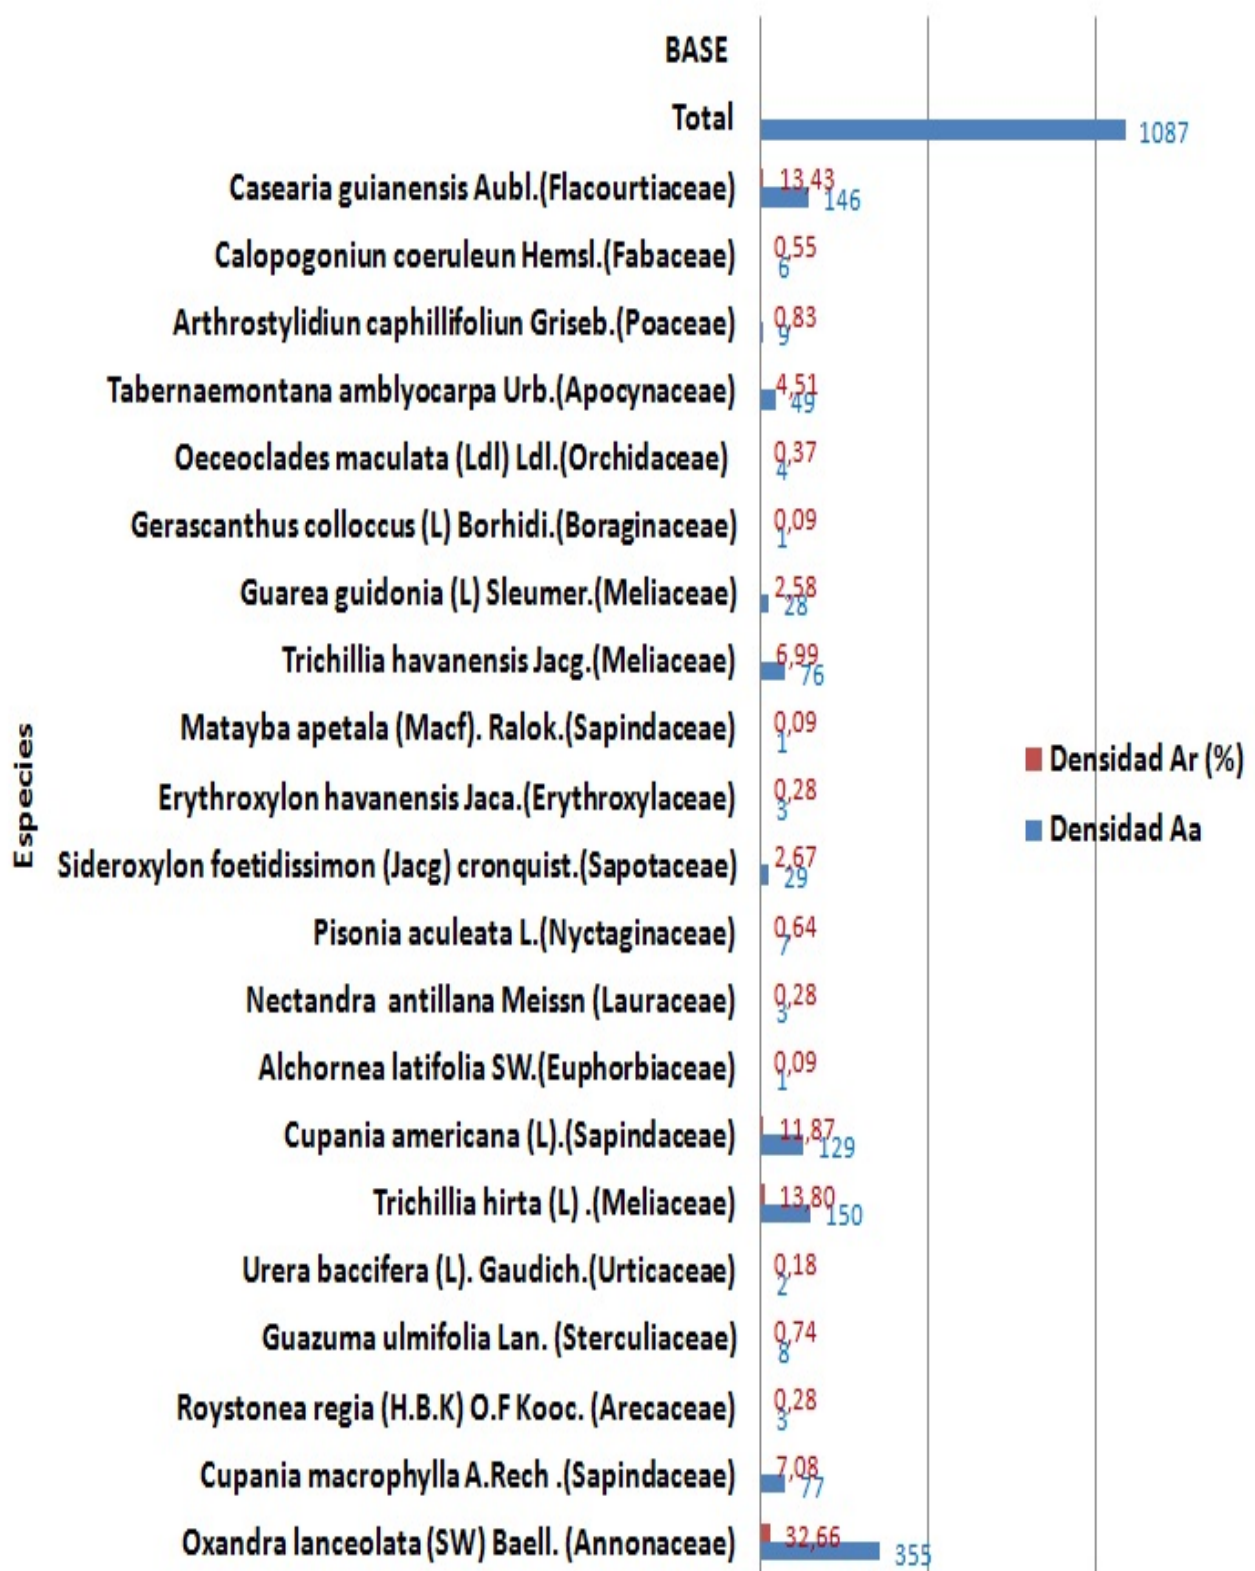 BASE
Total
1087
Casearia guianensis Aubl.(Flacourtiaceae)
13,43
146
Calopogoniun coeruleun Hemsl.(Fabaceae)
0,55
6
Arthrostylidiun caphillifoliun Griseb.(Poaceae)
0,83
9
Tabernaemontana amblyocarpa Urb.(Apocynaceae)
4,51
49
Oeceoclades maculata (Ldl) Ldl.(Orchidaceae)
0,37
4
Gerascanthus colloccus (L) Borhidi.(Boraginaceae)
0,09
1
Guarea guidonia (L) Sleumer.(Meliaceae)
2,58
28
Trichillia havanensis Jacg.(Meliaceae)
6,99
76
Matayba apetala (Macf). Ralok.(Sapindaceae)
0,09
1
Erythroxylon havanensis Jaca.(Erythroxylaceae)
0,28
3
Sideroxylon foetidissimon (Jacg) cronquist.(Sapotaceae)
2,67
29
Pisonia aculeata L.(Nyctaginaceae)
0,64
7
Nectandra antillana Meissn (Lauraceae)
0,28
3
Alchornea latifolia SW.(Euphorbiaceae)
0,09
1
Cupania americana (L).(Sapindaceae)
11,87
129
Trichillia hirta (L) .(Meliaceae)
13,80
150
Urera baccifera (L). Gaudich.(Urticaceae)
0,18
2
Guazuma ulmifolia Lan. (Sterculiaceae)
0,74
8
Roystonea regia (H.B.K) O.F Kooc. (Arecaceae)
0,28
3
Cupania macrophylla A.Rech .(Sapindaceae)
7,08
77
Oxandra lanceolata (SW) Baell. (Annonaceae)
32,66
355
Especies
Densidad Ar (%)
Densidad Aa